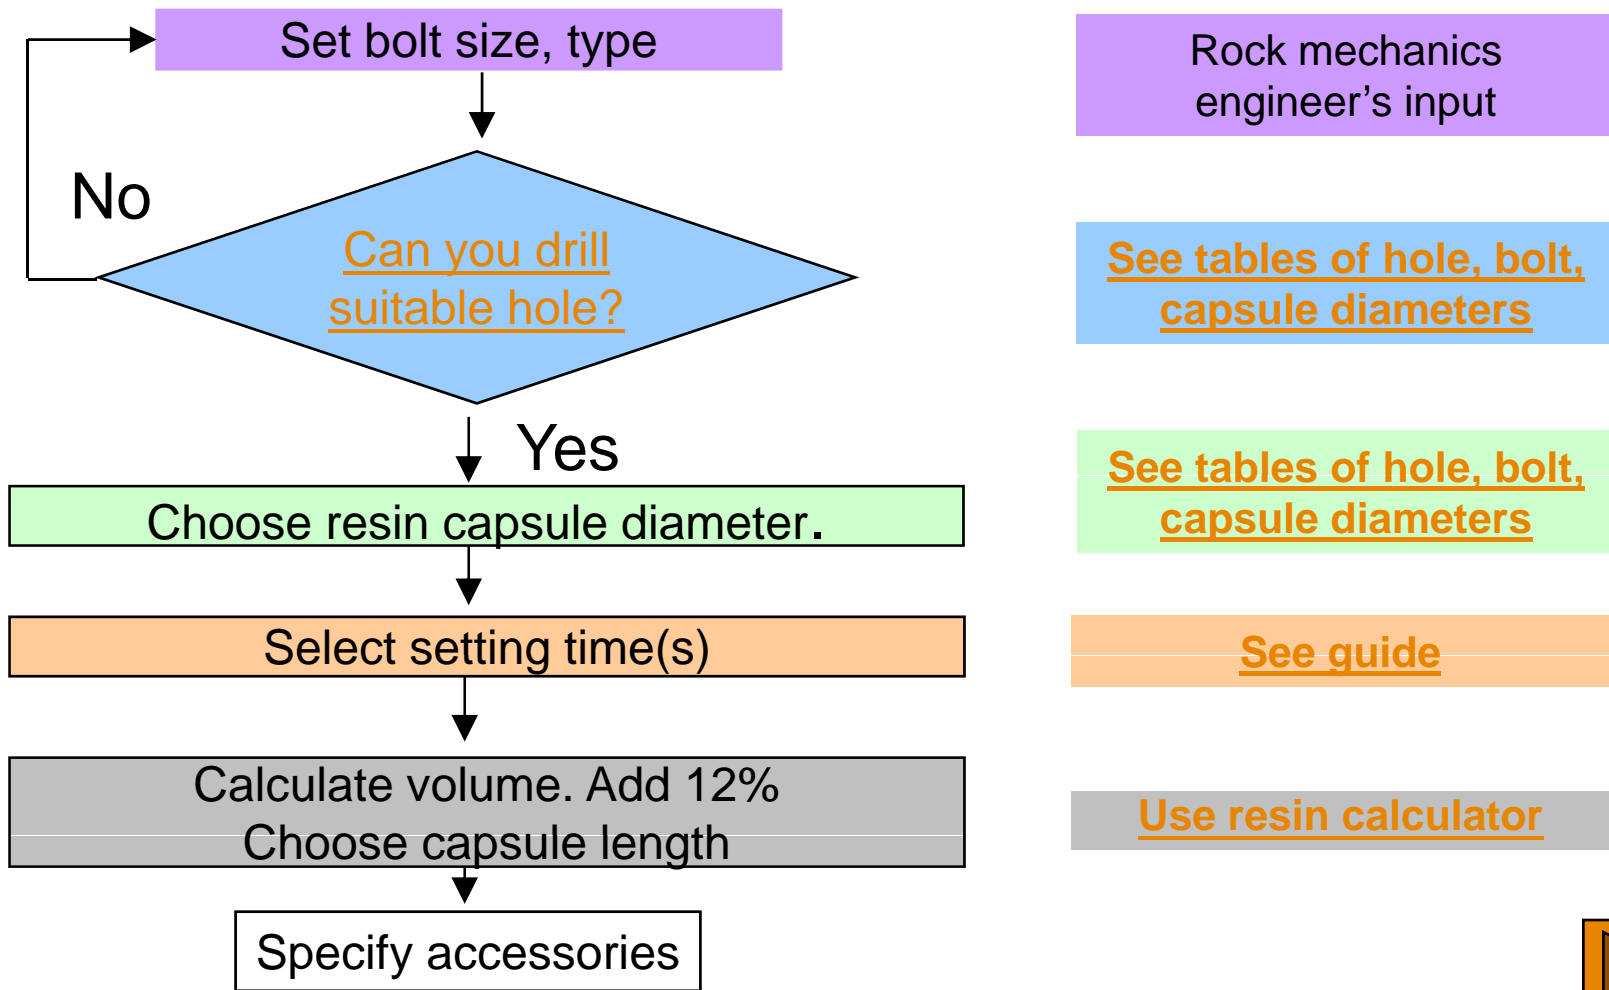 Set bolt size, type
Rock mechanics
engineer’s input
No
Can you drill
suitable hole?
See tables of hole, bolt,
capsule diameters
Yes
Choose resin capsule diameter.
See tables of hole, bolt,
capsule diameters
Select setting time(s)
See guide
Calculate volume. Add 12%
Choose capsule length
Use resin calculator
Specify accessories